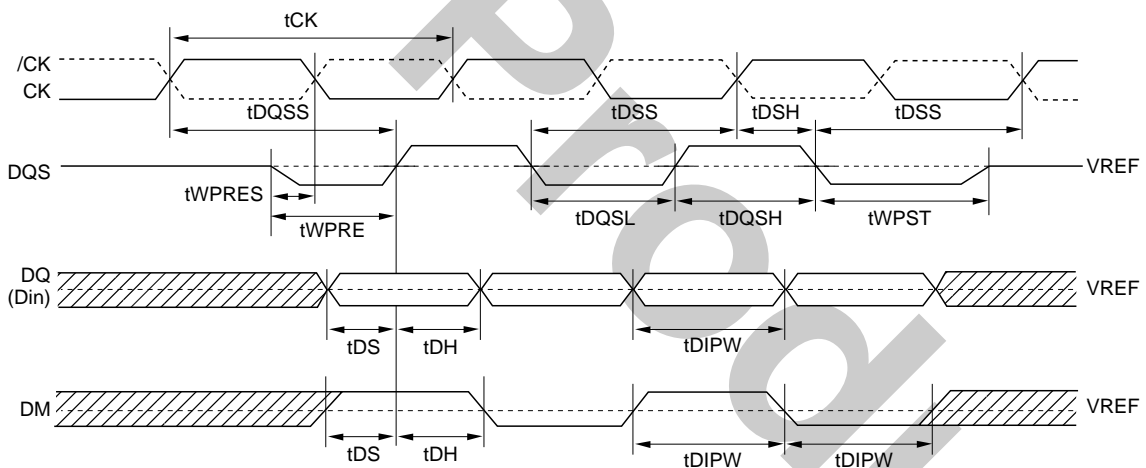 tCK
/CK
CK
tDQSS tDSS tDSH tDSS
DQS VREF
tWPRES
tWPRE tDQSL tDQSH tWPST
DQ
(Din) VREF
tDS tDH tDIPW
DM VREF
tDS tDH tDIPW tDIPW
Prod